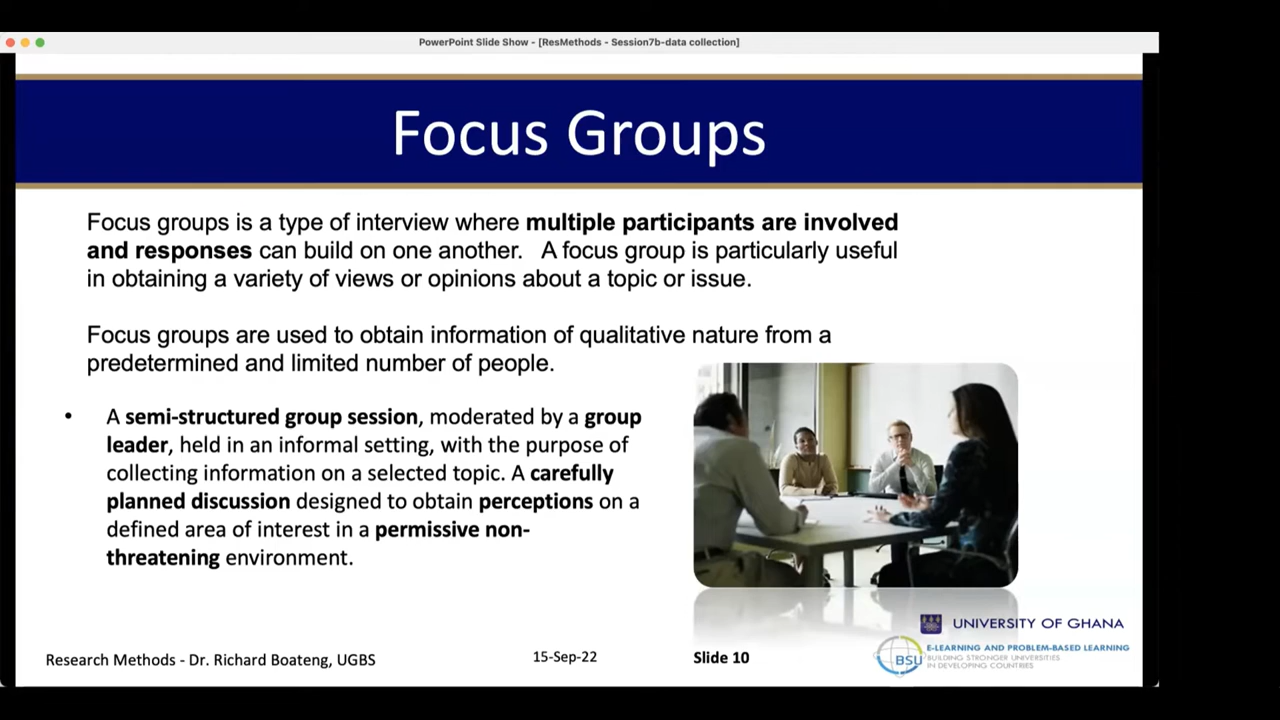 PowerPoint Slide Show - [ResMethods - Session7b-data collection]
Focus Groups
Focus groups is a type of interview where multiple participants are involved
and responses can build on one another. A focus group is particularly useful
in obtaining a variety of views or opinions about a topic or issue.
Focus groups are used to obtain information of qualitative nature from a
predetermined and limited number of people.
• A semi-structured group session, moderated by a group
leader, held in an informal setting, with the purpose of
collecting information on a selected topic. A carefully
planned discussion designed to obtain perceptions on a
defined area of interest in a permissive non-
threatening environment.
UNIVERSITY OF GHANA
BSU
E-LEARNING AND PROBLEM-BASED LEARNING
BUILDING STRONGER UNIVERSITIES
IN DEVELOPING COUNTRIES
Research Methods - Dr. Richard Boateng, UGBS
15-Sep-22
Slide 10